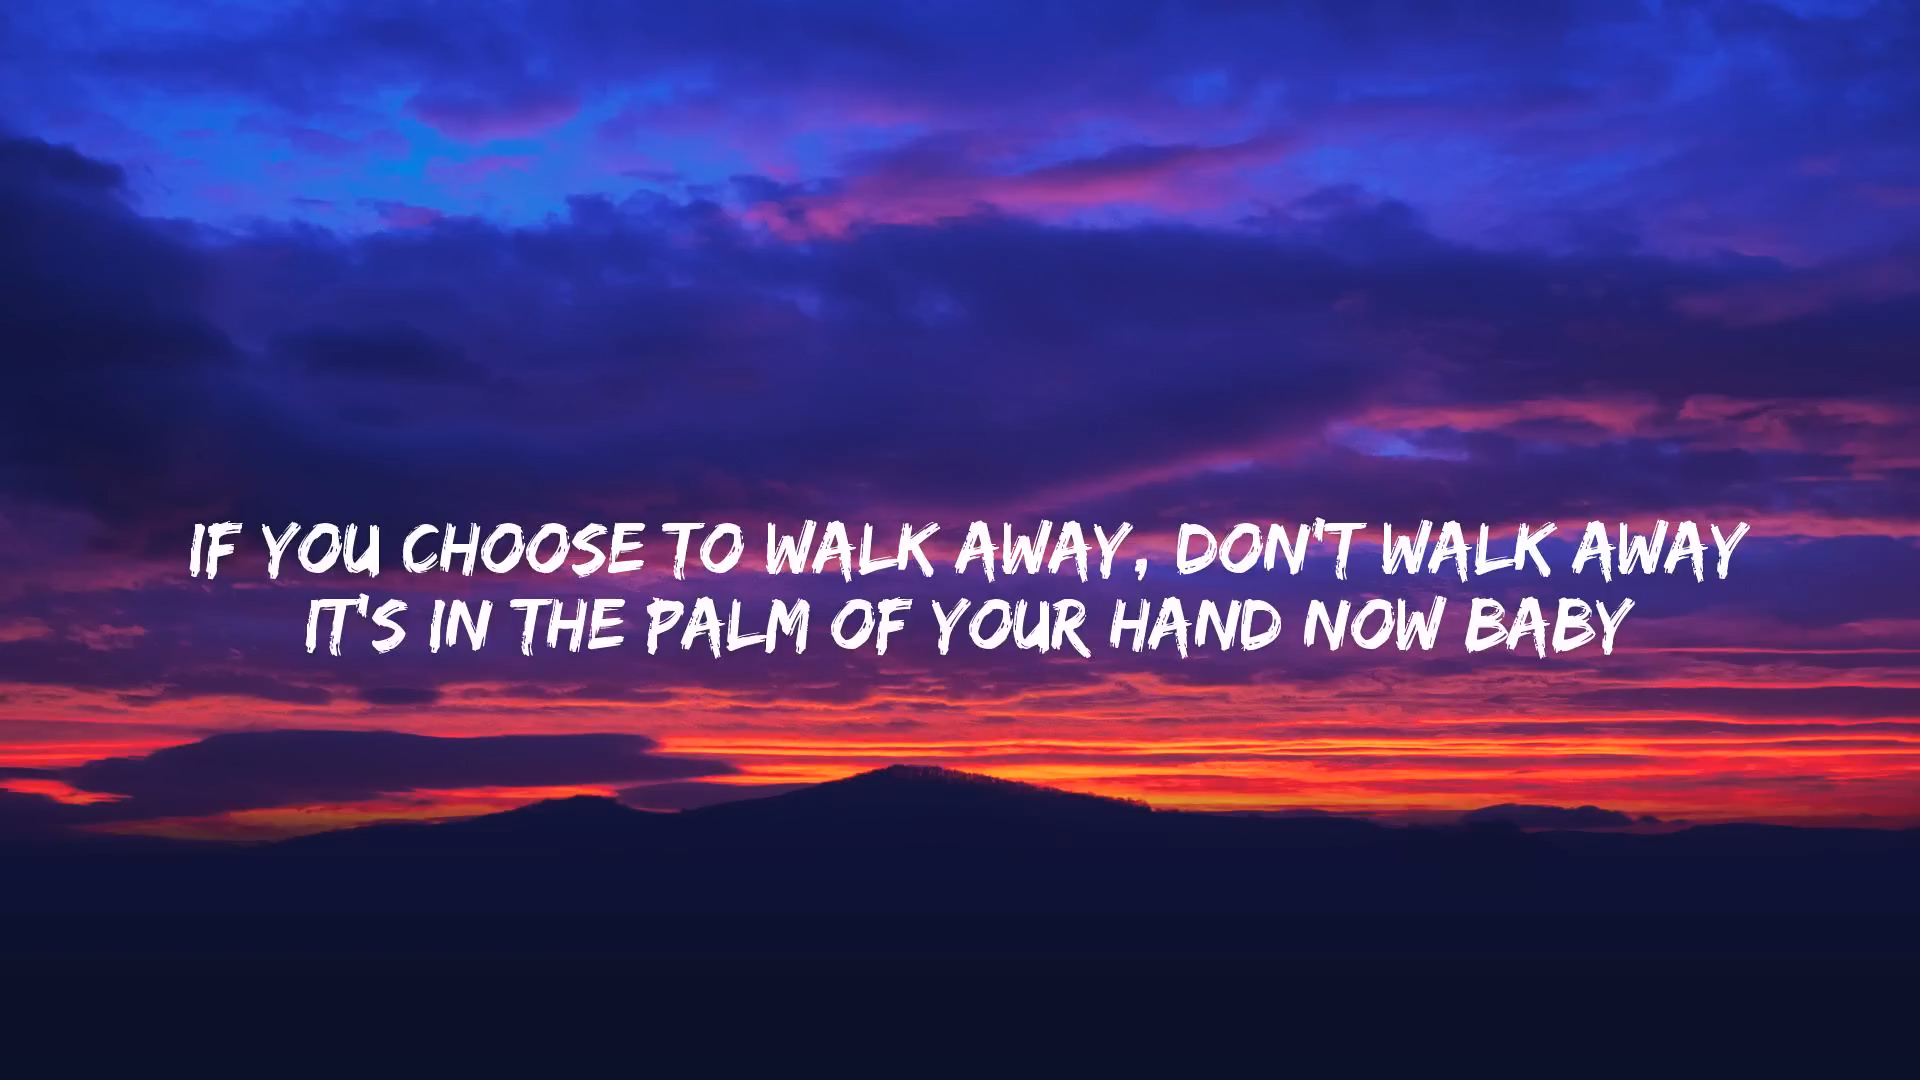 IF YOU CHOOSE TO WALK AWAY, DON'T WALK AWAY
IT'S IN THE PALM OF YOUR HAND NOW BABY